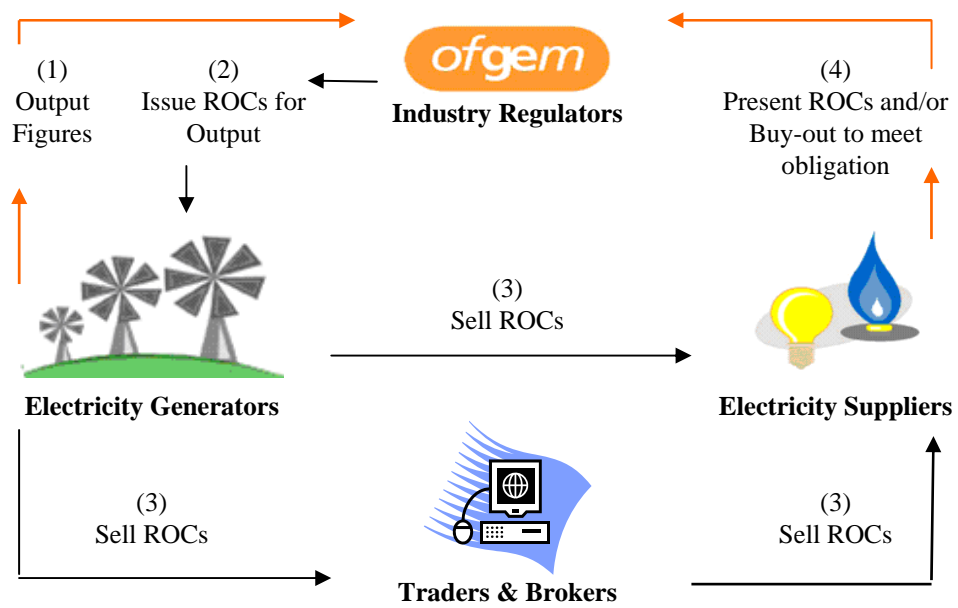 ofgem
Industry Regulators
(1)
Output
Figures
(2)
Issue ROCs for
Output
(4)
Present ROCs and/or
Buy-out to meet
obligation
(3)
Sell ROCs
Electricity Generators
Electricity Suppliers
(3)
Sell ROCs
(3)
Sell ROCs
Traders & Brokers